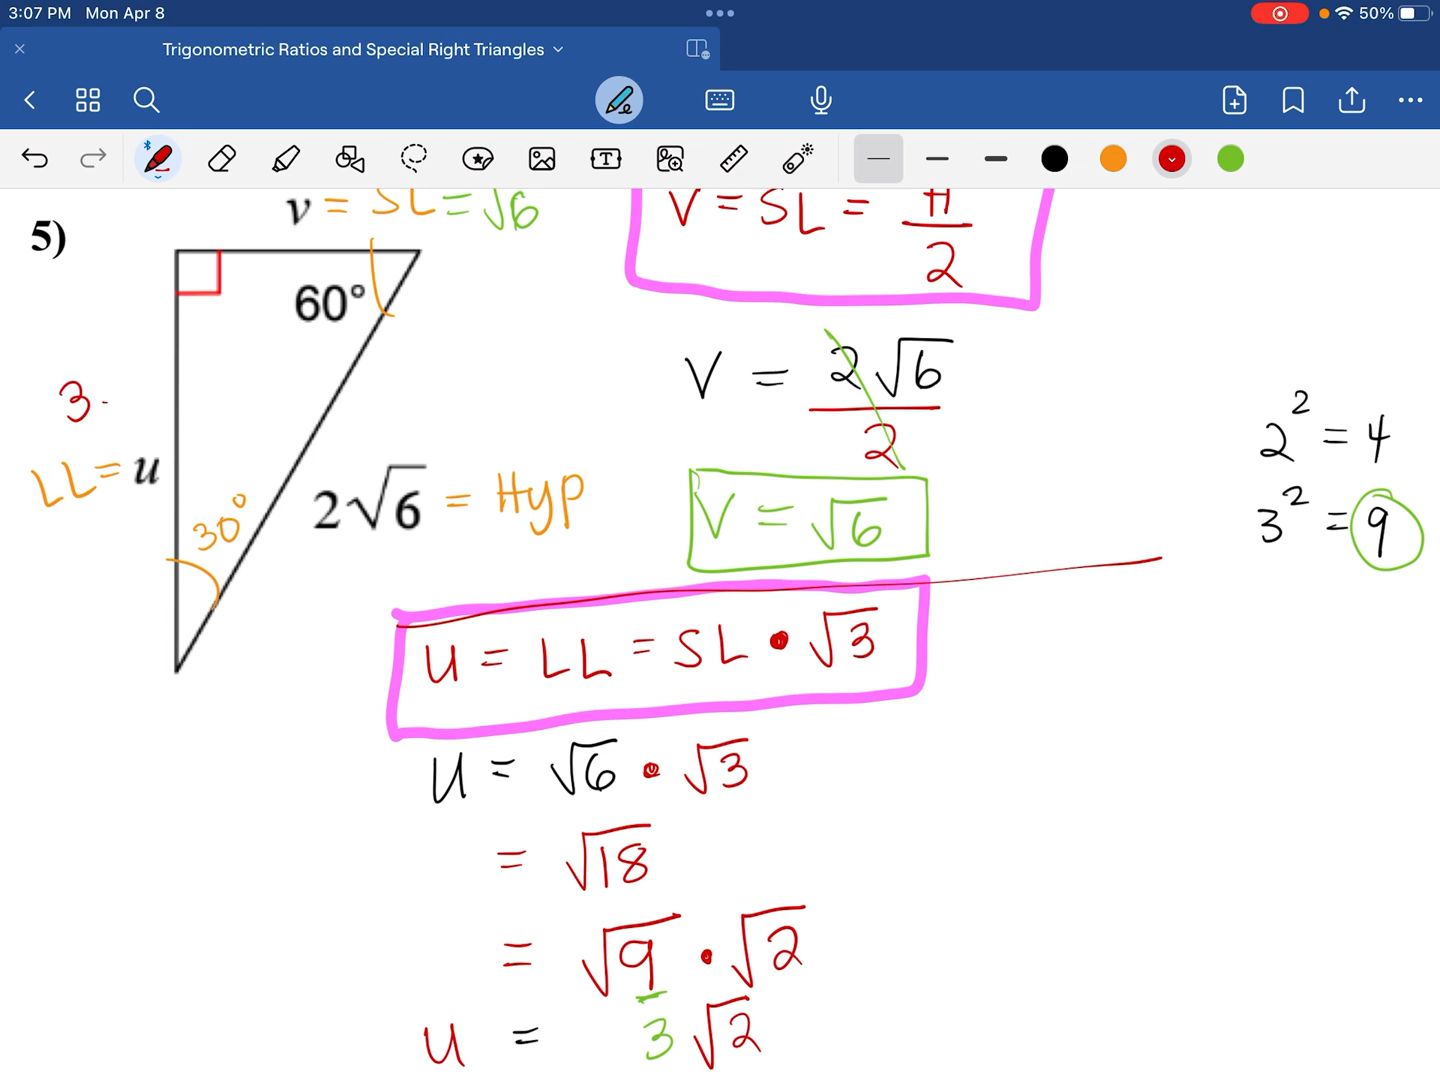 3:07 PM Mon Apr 8
50%
Trigonometric Ratios and Special Right Triangles
5)
v = SL = √6
60°
3.
LL = u
30°
2√6 = Hyp
V = SL = H/2
V = 2√6/2
V = √6
2² = 4
3² = 9
u = LL = SL • √3
u = √6 • √3
= √18
= √9 • √2
u = 3√2